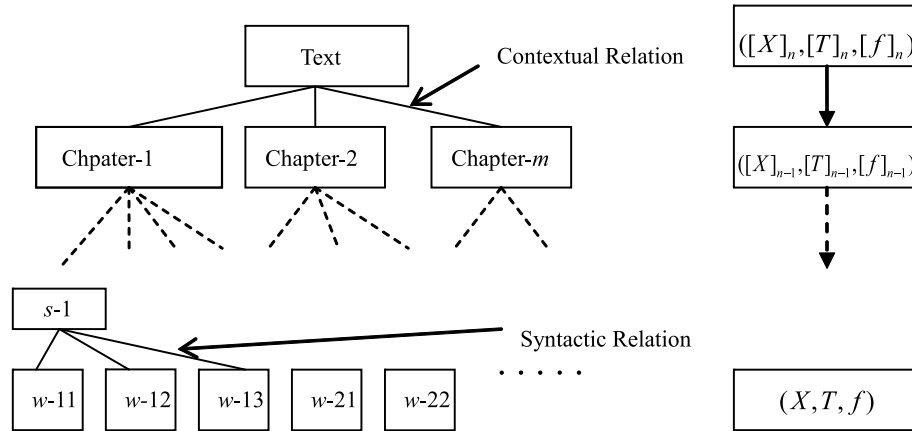 Text
Contextual Relation
([X]ₙ,[T]ₙ,[f]ₙ)
Chpater-1
Chapter-2
Chapter-m
([X]ₙ₋₁,[T]ₙ₋₁,[f]ₙ₋₁)
s-1
Syntactic Relation
w-11
w-12
w-13
w-21
w-22
. . . . .
(X,T,f)